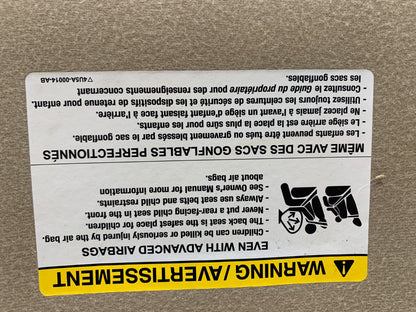 WARNING / AVERTISSEMENT
EVEN WITH ADVANCED AIRBAGS
- Children can be killed or seriously injured by the air bag.
- The back seat is the safest place for children.
- Never put a rear-facing child seat in the front.
- Always use seat belts and child restraints.
- See Owner's Manual for more information
about air bags.
MÊME AVEC DES SACS GONFLABLES PERFECTIONNÉS
- Les enfants peuvent être tués ou gravement blessés par le sac gonflable.
- Le siège arrière est la place la plus sûre pour les enfants.
- Ne placez jamais à l'avant un siège d'enfant faisant face à l'arrière.
- Utilisez toujours les ceintures de sécurité et les dispositifs de retenue pour enfant.
- Consultez le Guide du propriétaire pour des renseignements concernant
les sacs gonflables.
▽4USA-00014-AB